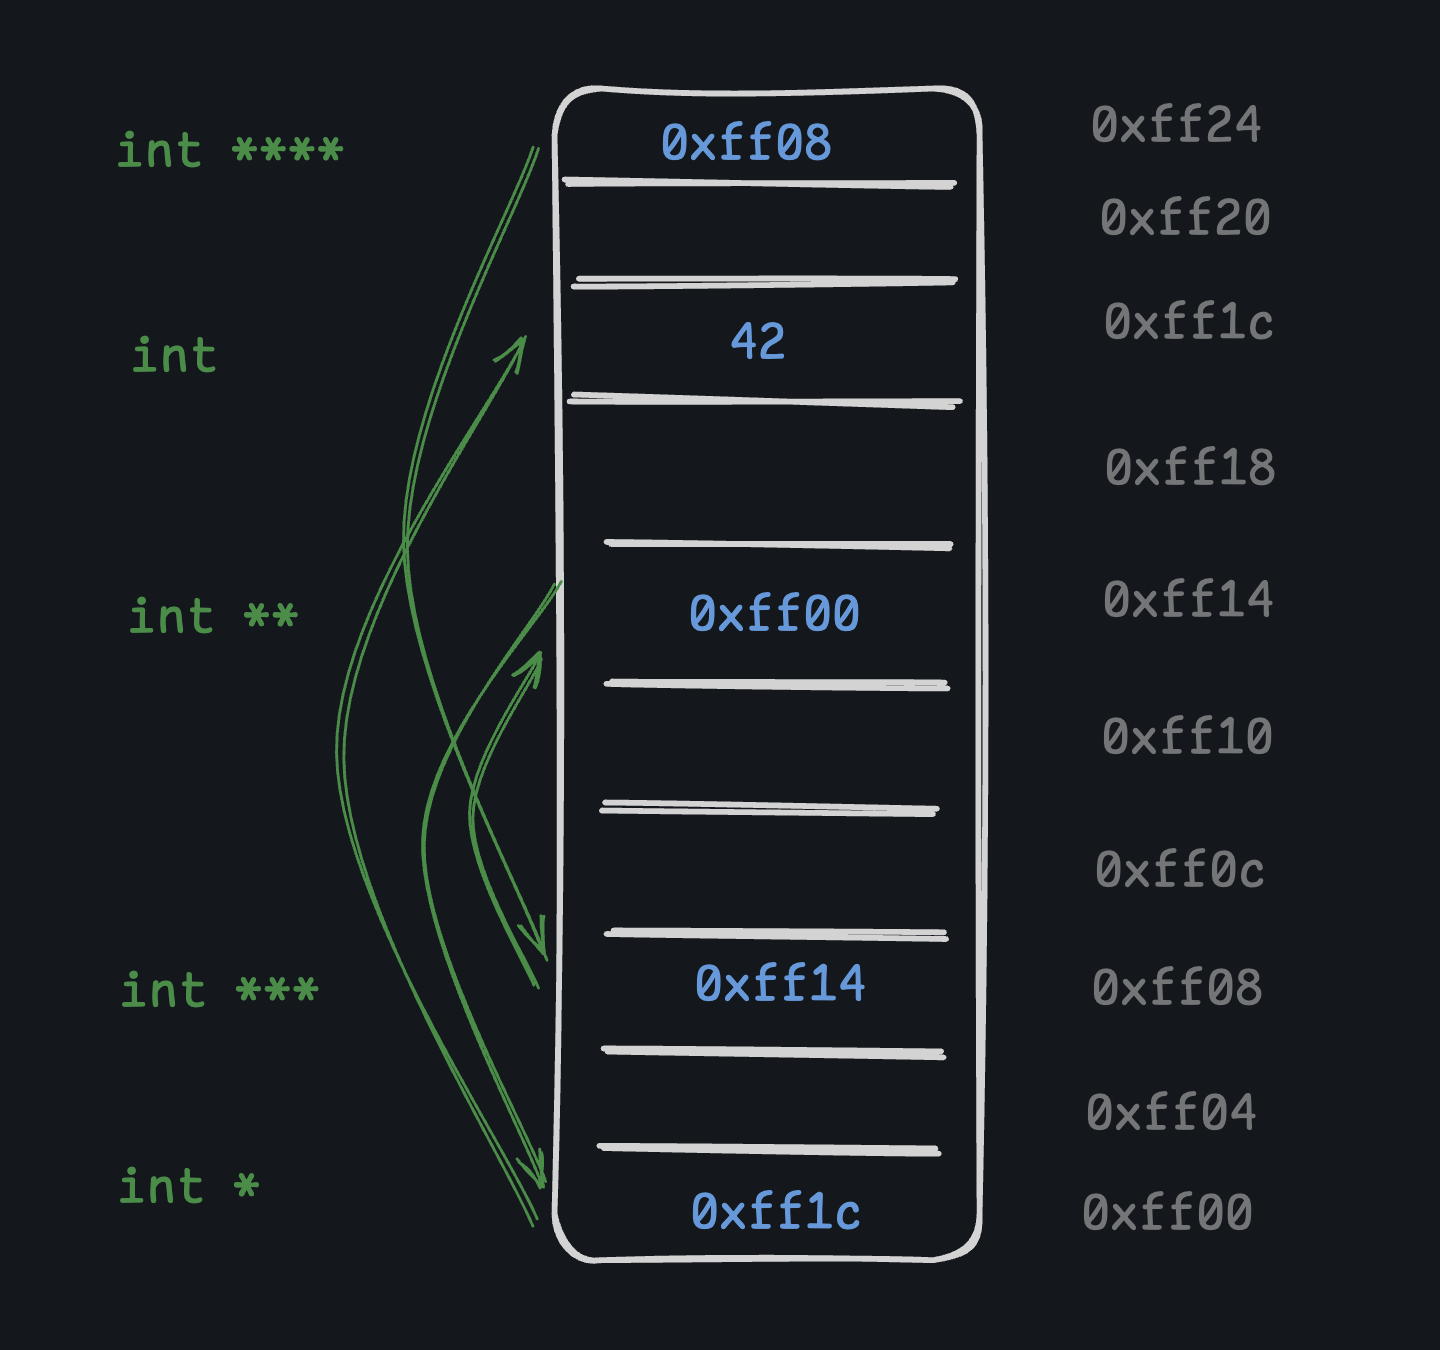 int **** 0xff08 0xff24
0xff20
int 42 0xff1c
0xff18
int ** 0xff00 0xff14
0xff10
0xff0c
int *** 0xff14 0xff08
0xff04
int * 0xff1c 0xff00